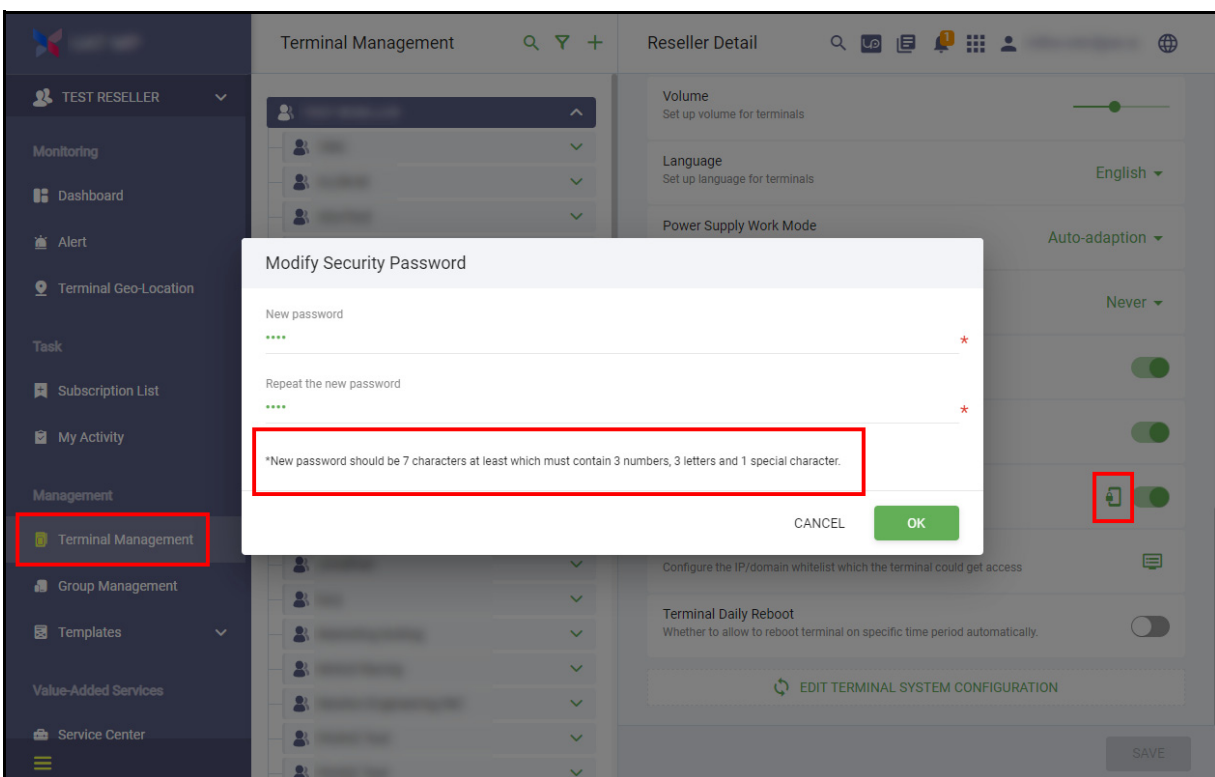 Terminal Management
Reseller Detail
1
TEST RESELLER
Monitoring
Dashboard
Alert
Terminal Geo-Location
Task
Subscription List
My Activity
Management
Terminal Management
Group Management
Templates
Value-Added Services
Service Center
Volume
Set up volume for terminals
Language
Set up language for terminals
English
Power Supply Work Mode
Auto-adaption
Never
Modify Security Password
New password
••••
*
Repeat the new password
••••
*
*New password should be 7 characters at least which must contain 3 numbers, 3 letters and 1 special character.
CANCEL
OK
Configure the IP/domain whitelist which the terminal could get access
Terminal Daily Reboot
Whether to allow to reboot terminal on specific time period automatically.
EDIT TERMINAL SYSTEM CONFIGURATION
SAVE